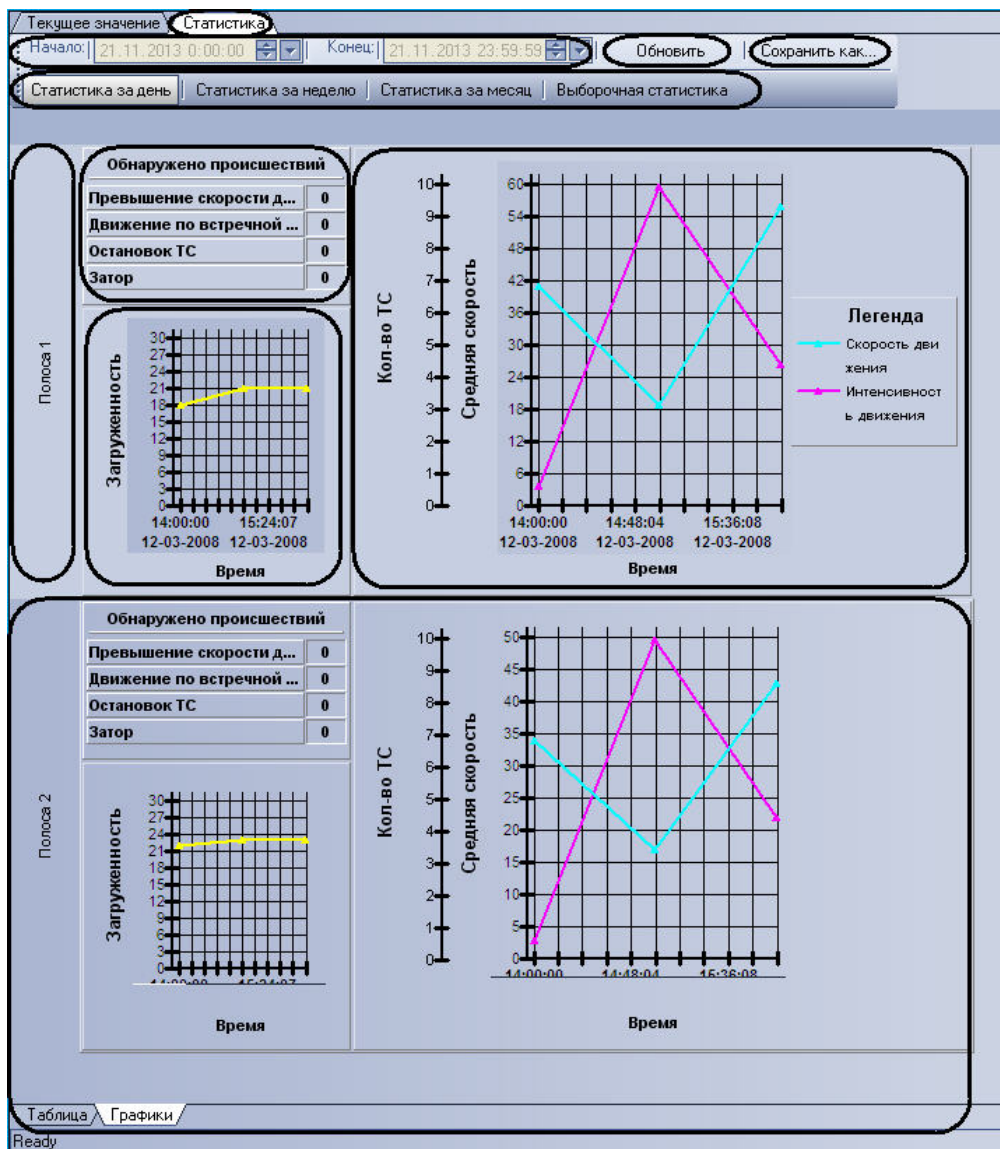 Текущее значение Статистика
Начало: 21.11.2013 0:00:00 Конец: 21.11.2013 23:59:59 Обновить Сохранить как...
Статистика за день Статистика за неделю Статистика за месяц Выборочная статистика
Полоса 1
Обнаружено происшествий
Превышение скорости д... 0
Движение по встречной ... 0
Остановок ТС 0
Затор 0
Загруженность
30
27
24
21
18
15
12
9
6
3
0
14:00:00 15:24:07
12-03-2008 12-03-2008
Время
Кол-во ТС
10
9
8
7
6
5
4
3
2
1
0
Средняя скорость
60
54
48
42
36
30
24
18
12
6
0
14:00:00 14:48:04 15:36:08
12-03-2008 12-03-2008 12-03-2008
Время
Легенда
Скорость дви
жения
Интенсивност
ь движения
Полоса 2
Обнаружено происшествий
Превышение скорости д... 0
Движение по встречной ... 0
Остановок ТС 0
Затор 0
Загруженность
30
27
24
21
18
15
12
9
6
3
0
14:00:00 15:24:07
Время
Кол-во ТС
10
9
8
7
6
5
4
3
2
1
0
Средняя скорость
50
45
40
35
30
25
20
15
10
5
0
14:00:00 14:48:04 15:36:08
Время
Таблица Графики
Ready